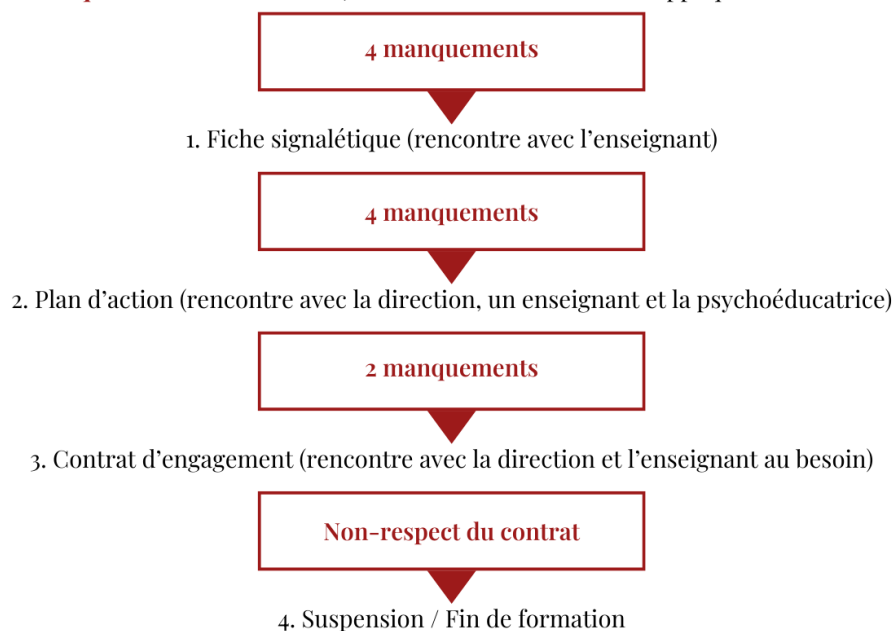 4 manquements
1. Fiche signalétique (rencontre avec l’enseignant)
4 manquements
2. Plan d’action (rencontre avec la direction, un enseignant et la psychoéducatrice)
2 manquements
3. Contrat d’engagement (rencontre avec la direction et l’enseignant au besoin)
Non-respect du contrat
4. Suspension / Fin de formation